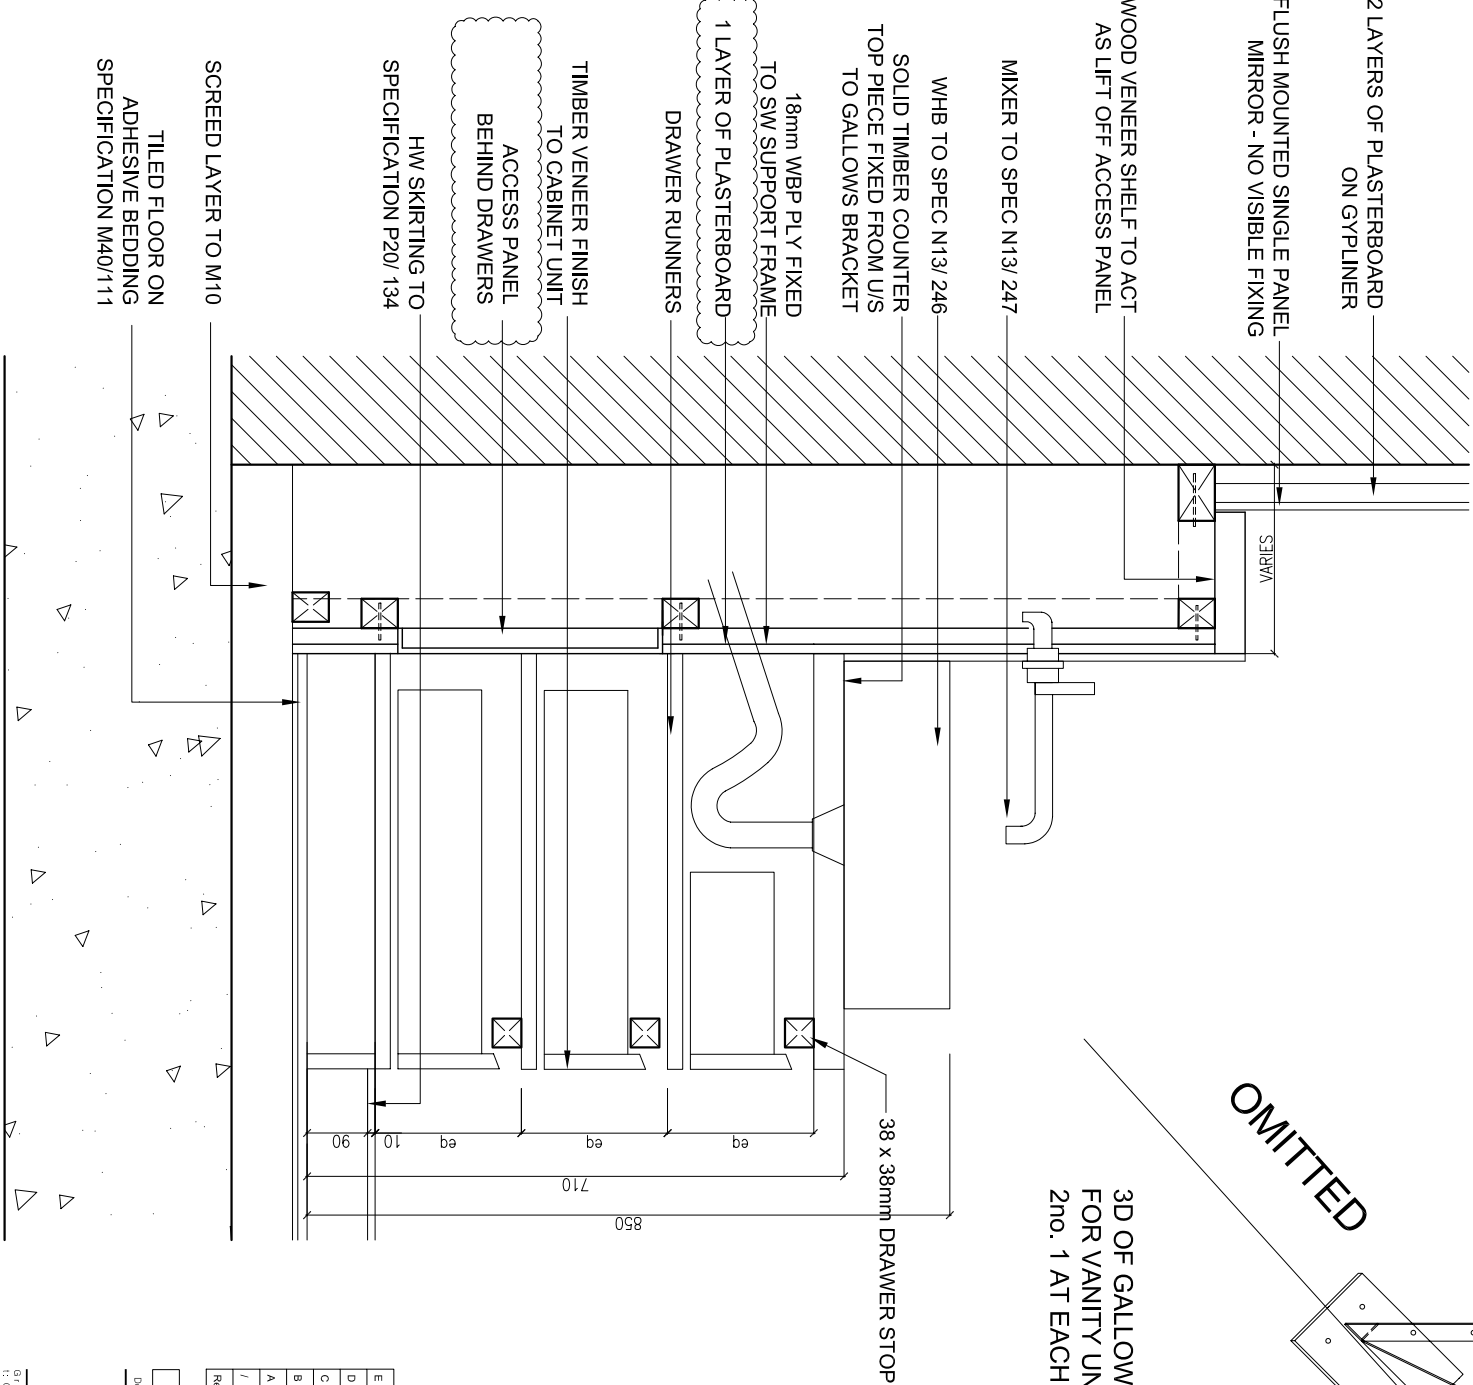 2 LAYERS OF PLASTERBOARD
ON GYPLINER
FLUSH MOUNTED SINGLE PANEL
MIRROR - NO VISIBLE FIXING
WOOD VENEER SHELF TO ACT
AS LIFT OFF ACCESS PANEL
MIXER TO SPEC N13/ 247
WHB TO SPEC N13/ 246
SOLID TIMBER COUNTER
TOP PIECE FIXED FROM U/S
TO GALLOWS BRACKET
18mm WBP PLY FIXED
TO SW SUPPORT FRAME
1 LAYER OF PLASTERBOARD
DRAWER RUNNERS
TIMBER VENEER FINISH
TO CABINET UNIT
ACCESS PANEL
BEHIND DRAWERS
HW SKIRTING TO
SPECIFICATION P20/ 134
SCREED LAYER TO M10
TILED FLOOR ON
ADHESIVE BEDDING
SPECIFICATION M40/111
VARIES
OMITTED
3D OF GALLOW
FOR VANITY UN
2no. 1 AT EACH
38 x 38mm DRAWER STOP
90
10
eq
eq
eq
710
850
E
D
C
B
A
/